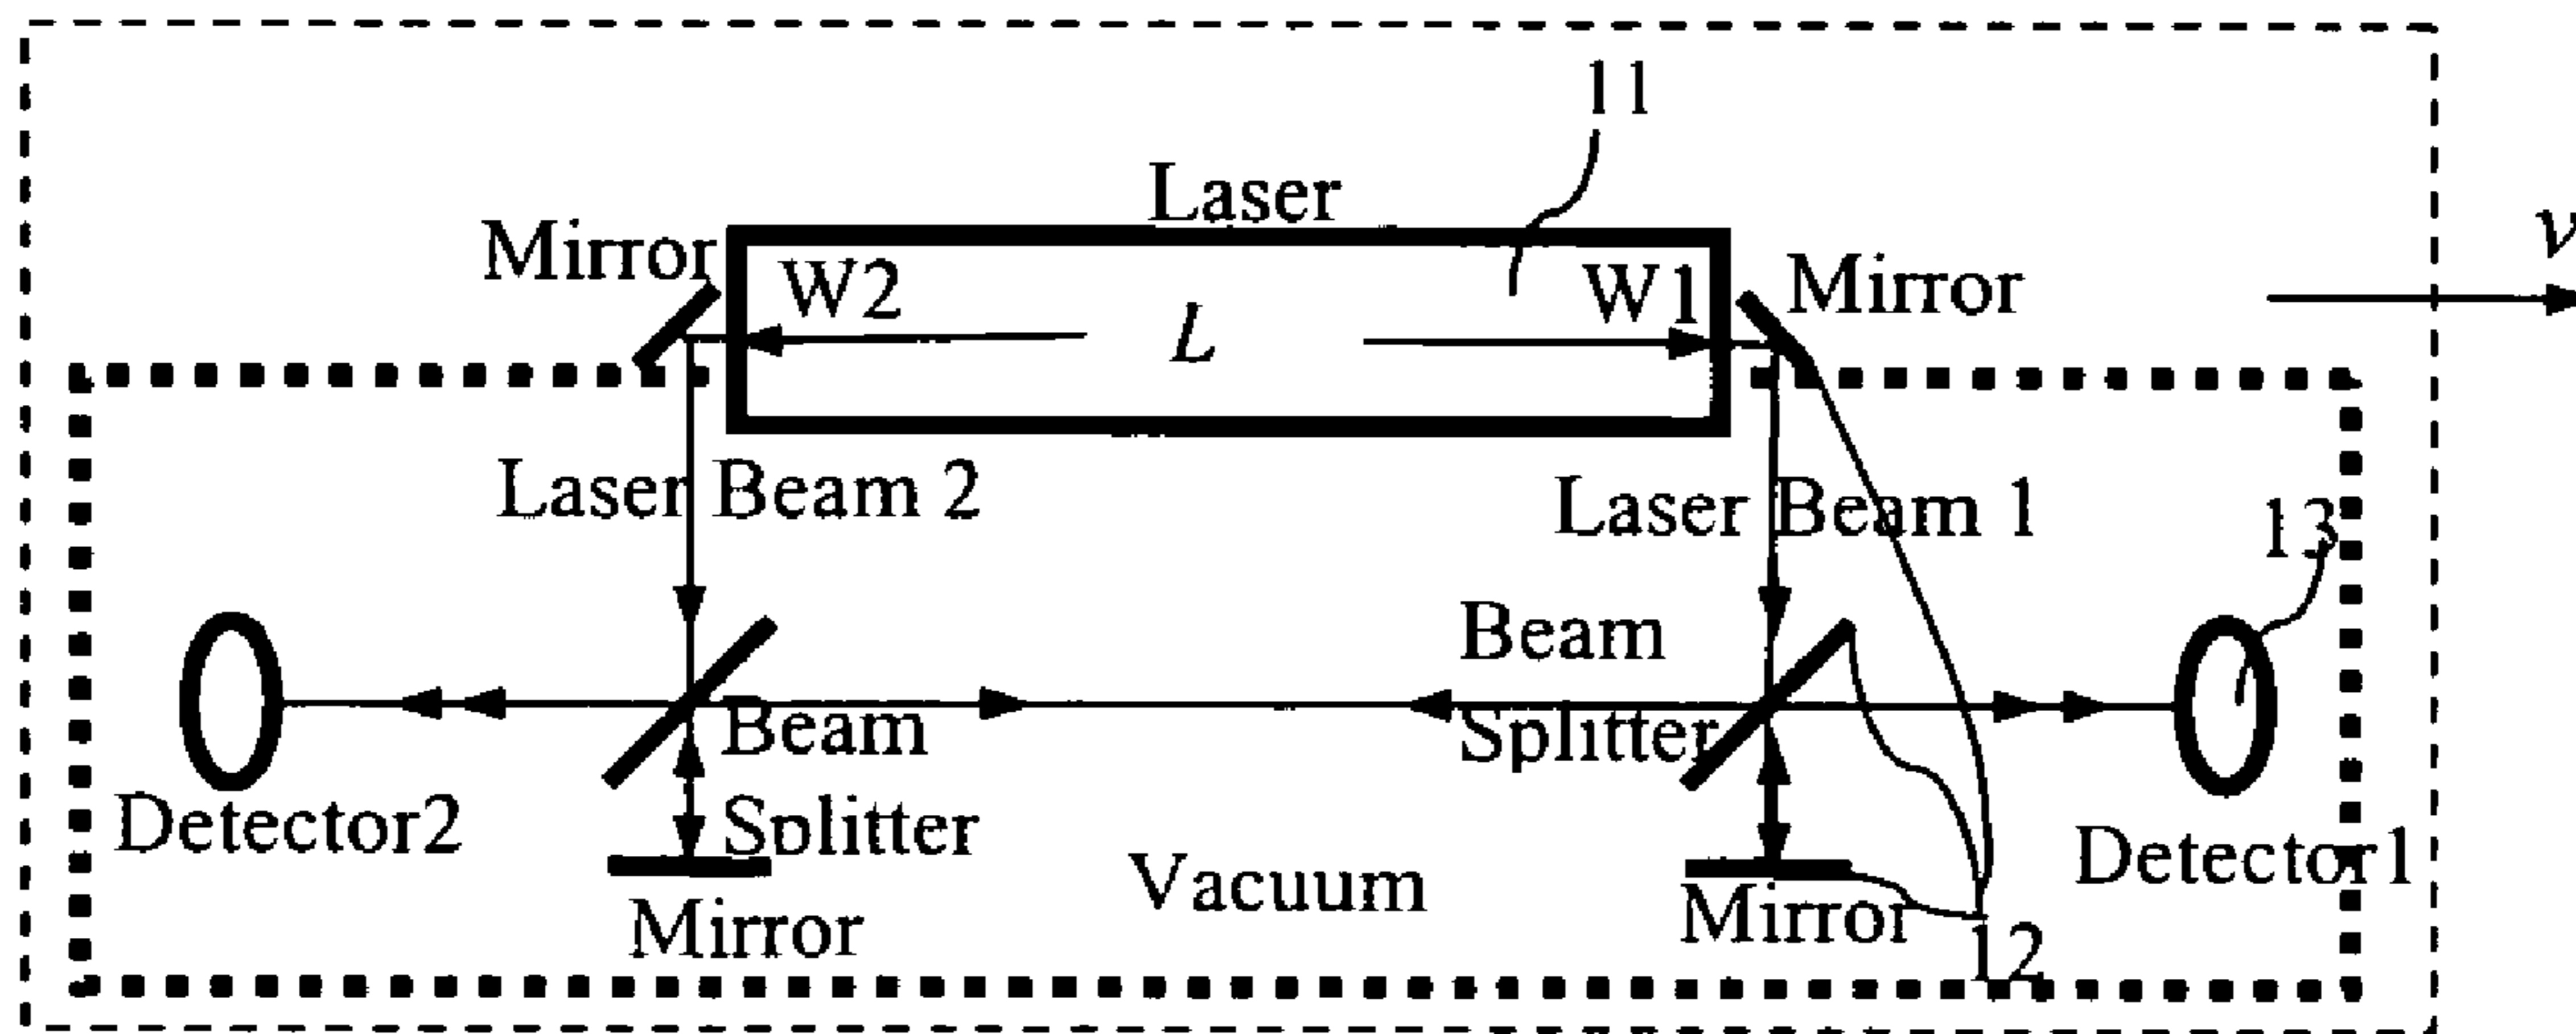 11
Laser
Mirror
W2
L
W1
Mirror
v
Laser Beam 2
Laser Beam 1
13
Beam
Splitter
Beam
Splitter
Detector2
Detector1
Mirror
Vacuum
Mirror
12